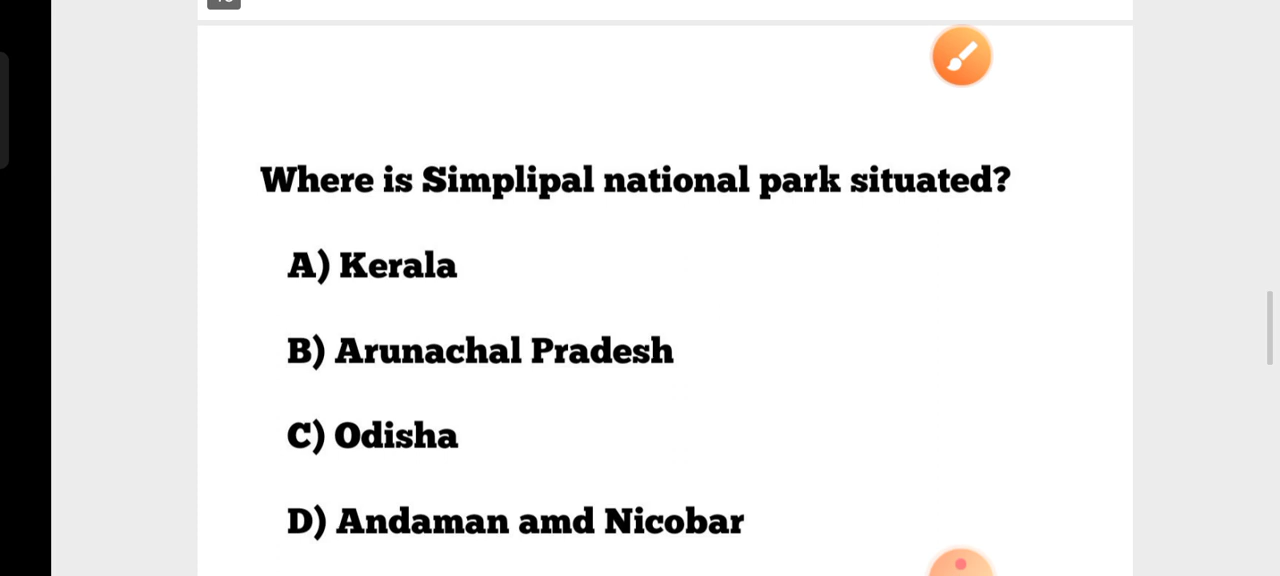 Where is Simplipal national park situated?
A) Kerala
B) Arunachal Pradesh
C) Odisha
D) Andaman amd Nicobar